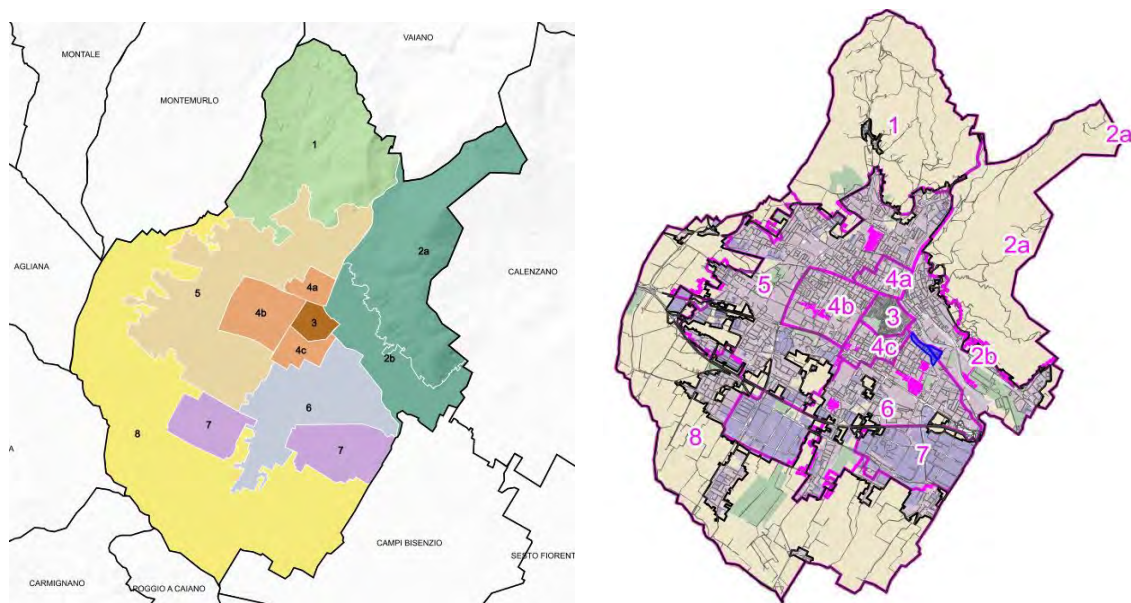 VAIANO
MONTALE
MONTEMURLO
1
2a
CALENZANO
AGLIANA
5
4a
4b
3
4c
2b
6
7
7
8
CAMPI BISENZIO
SESTO FIORENT
CARMIGNANO
POGGIO A CAIANO
1
2a
2a
5
4a
4b
3
4c
2b
6
7
8